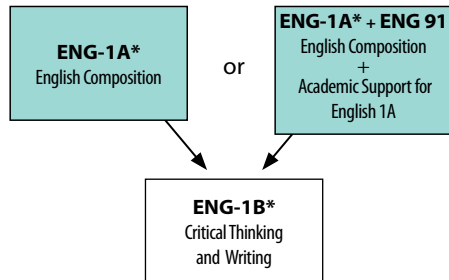 ENG-1A*
English Composition
or
ENG-1A* + ENG 91
English Composition
+
Academic Support for
English 1A
ENG-1B*
Critical Thinking
and Writing